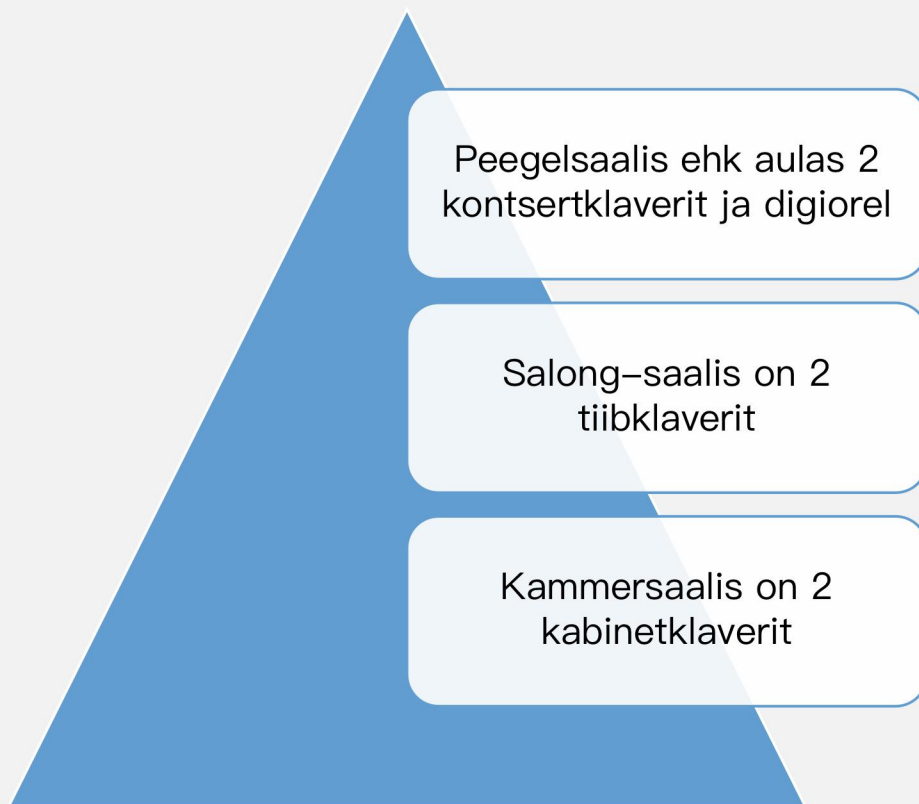 Peegelsaalis ehk aulas 2
kontsertklaverit ja digiorel
Salong–saalis on 2
tiibklaverit
Kammersaalis on 2
kabinetklaverit